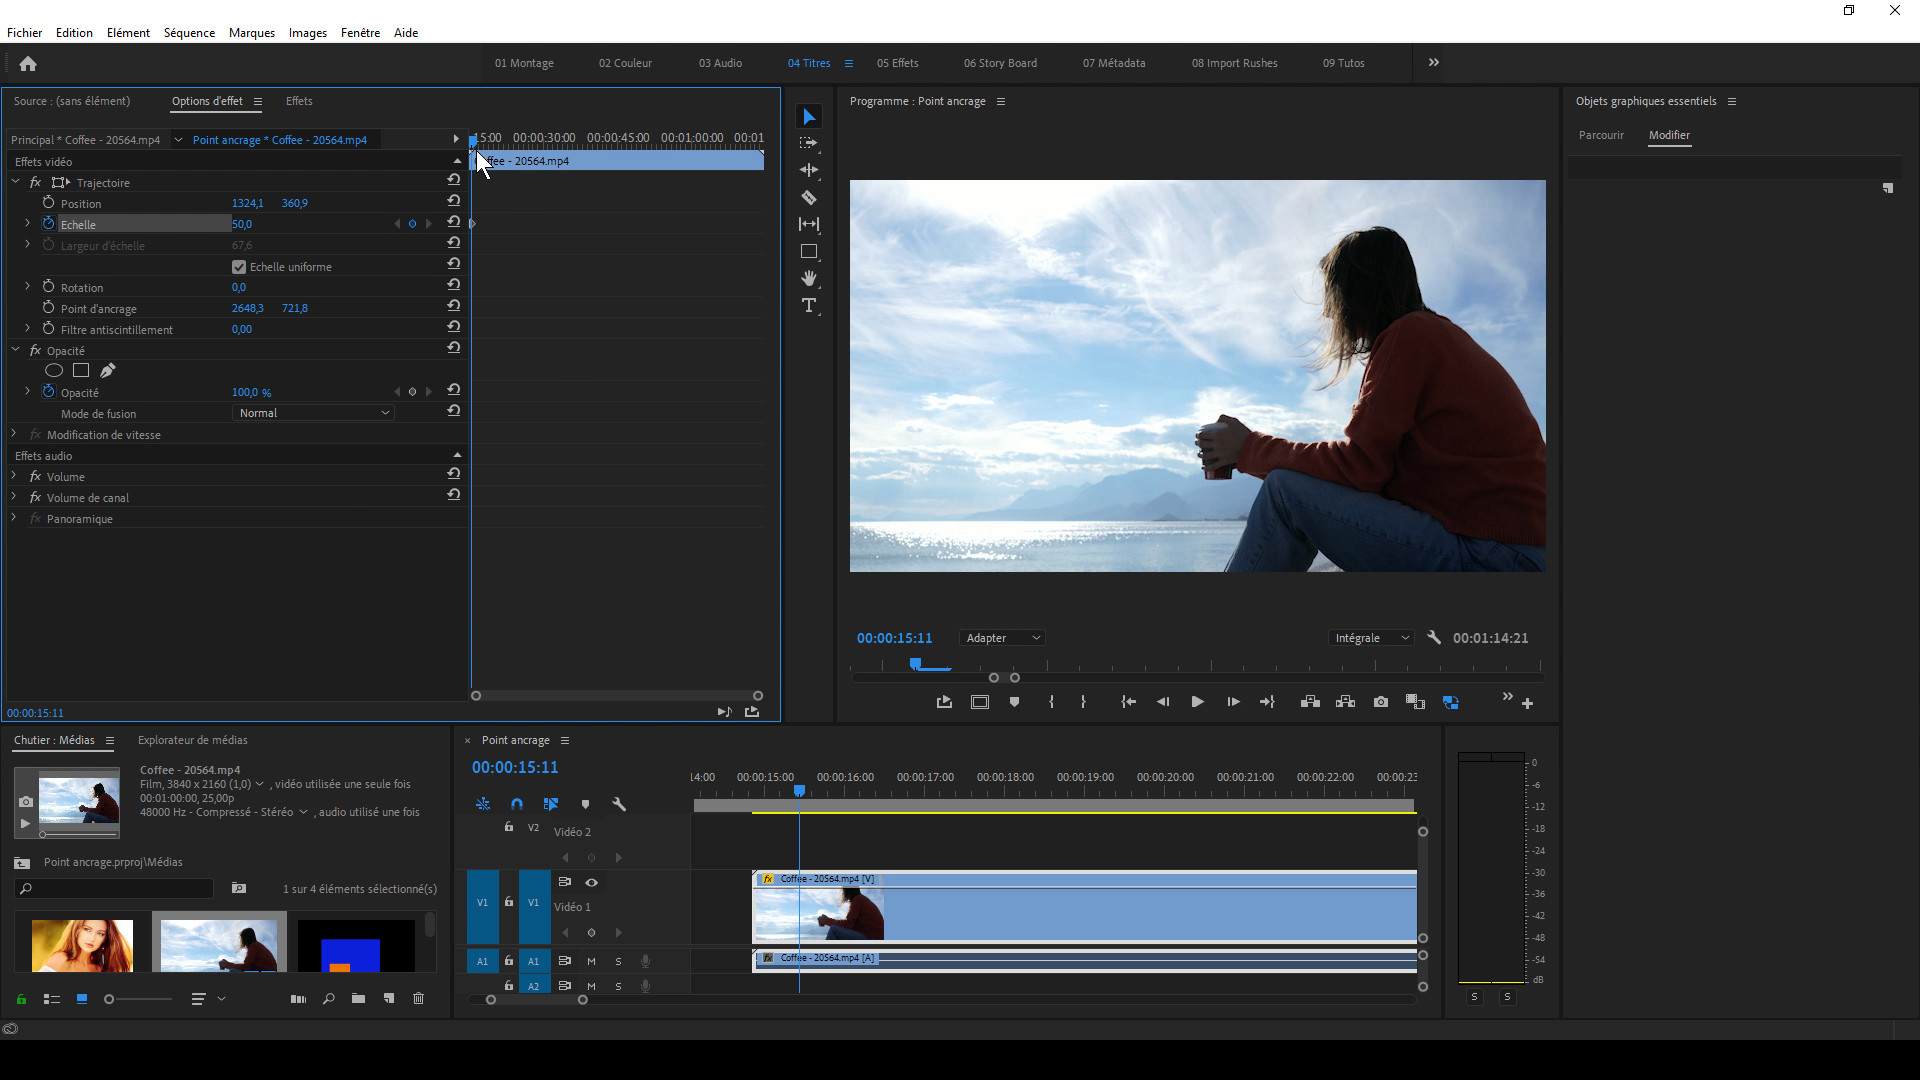 Fichier Edition Elément Séquence Marques Images Fenêtre Aide
01 Montage 02 Couleur 03 Audio 04 Titres 05 Effets 06 Story Board 07 Métadata 08 Import Rushes 09 Tutos
Source : (sans élément) Options d'effet Effets
Principal * Coffee - 20564.mp4 Point ancrage * Coffee - 20564.mp4
15:00 00:00:30:00 00:00:45:00 00:01:00:00 00:01
Effets vidéo
ffee - 20564.mp4
fx Trajectoire
Position 1324,1 360,9
Echelle 50,0
Largeur d'échelle 67,6
Echelle uniforme
Rotation 0,0
Point d'ancrage 2648,3 721,8
Filtre antiscintillement 0,00
fx Opacité
Opacité 100,0 %
Mode de fusion Normal
fx Modification de vitesse
Effets audio
fx Volume
fx Volume de canal
fx Panoramique
00:00:15:11
Programme : Point ancrage
00:00:15:11 Adapter Intégrale 00:01:14:21
Objets graphiques essentiels
Parcourir Modifier
Chutier : Médias Explorateur de médias
Coffee - 20564.mp4
Film, 3840 x 2160 (1,0) , vidéo utilisée une seule fois
00:01:00:00, 25,00p
48000 Hz - Compressé - Stéréo , audio utilisé une fois
Point ancrage.prproj\Médias
1 sur 4 éléments sélectionné(s)
× Point ancrage
00:00:15:11
14:00 00:00:15:00 00:00:16:00 00:00:17:00 00:00:18:00 00:00:19:00 00:00:20:00 00:00:21:00 00:00:22:00 00:00:23
V2 Vidéo 2
V1 V1 Vidéo 1
fx Coffee - 20564.mp4 [V]
A1 A1 M S
fx Coffee - 20564.mp4 [A]
A2 M S
0
-6
-12
-18
-24
-30
-36
-42
-48
-54
dB
S S